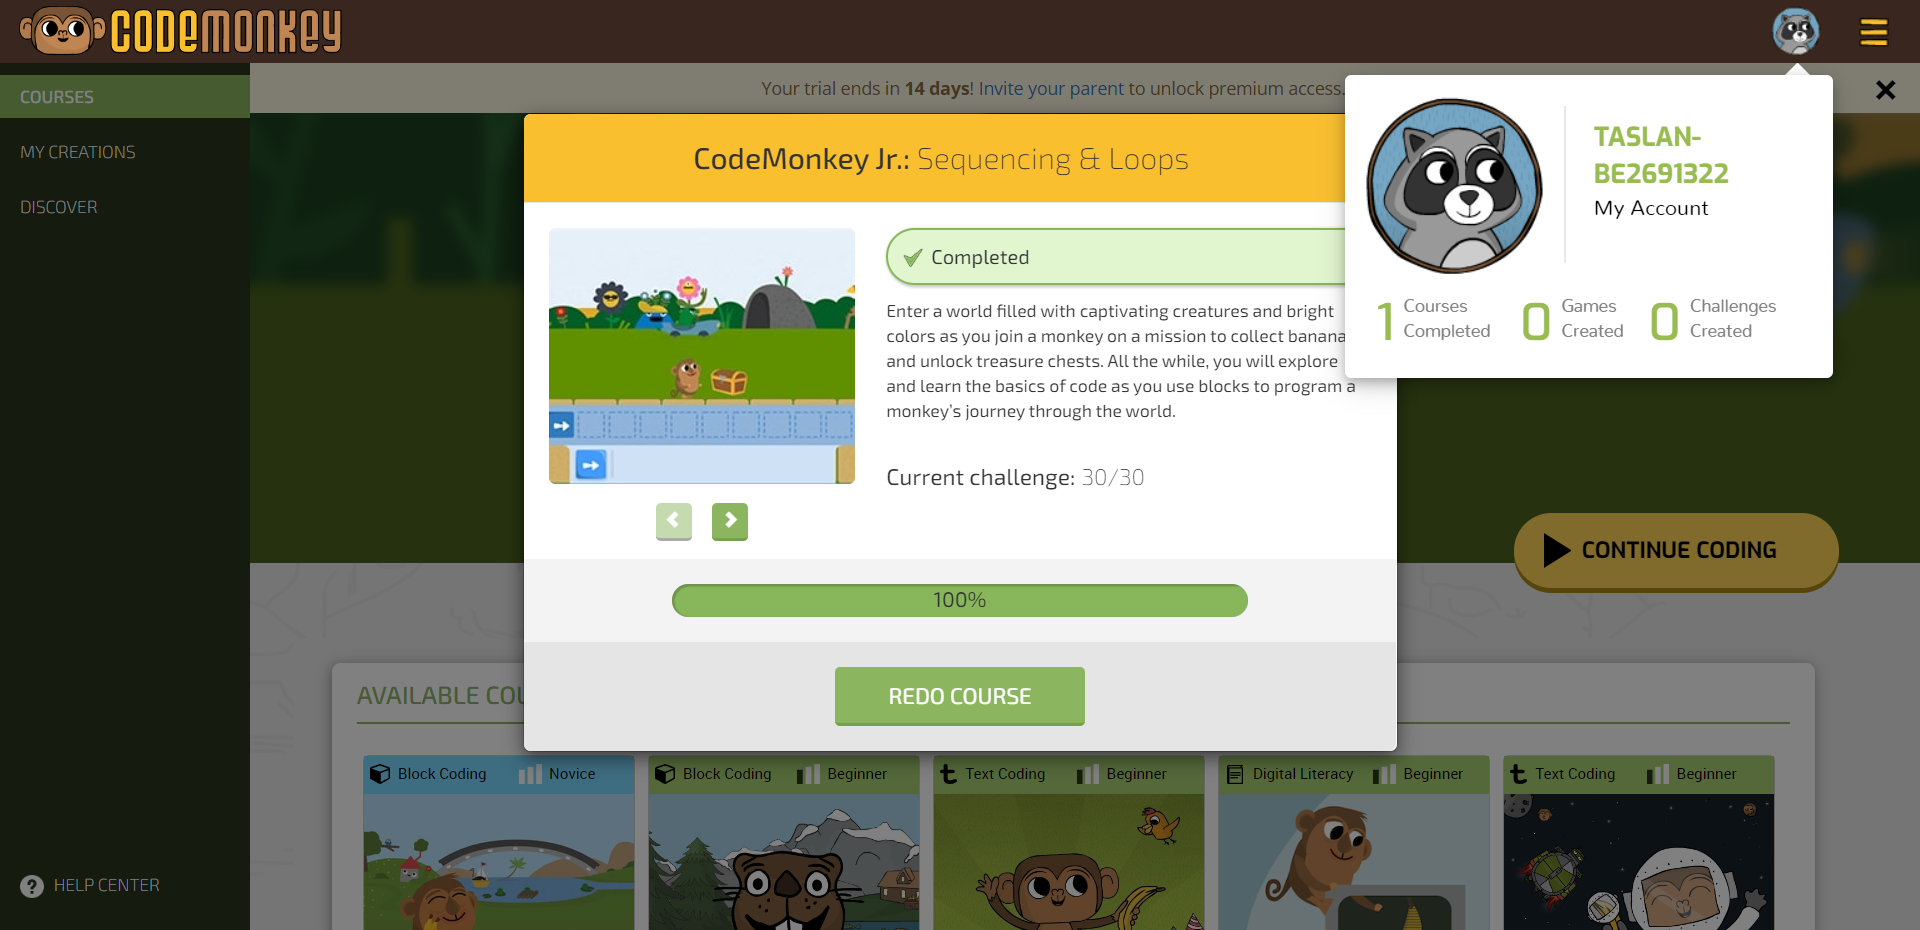 CODEMONKEY
COURSES
MY CREATIONS
DISCOVER
HELP CENTER
Your trial ends in 14 days! Invite your parent to unlock premium access.
TASLAN-
BE2691322
My Account
1 Courses Completed
0 Games Created
0 Challenges Created
CodeMonkey Jr.: Sequencing & Loops
Completed
Enter a world filled with captivating creatures and bright
colors as you join a monkey on a mission to collect banana
and unlock treasure chests. All the while, you will explore
and learn the basics of code as you use blocks to program a
monkey's journey through the world.
Current challenge: 30/30
100%
REDO COURSE
CONTINUE CODING
AVAILABLE COU
Block Coding Novice
Block Coding Beginner
Text Coding Beginner
Digital Literacy Beginner
Text Coding Beginner